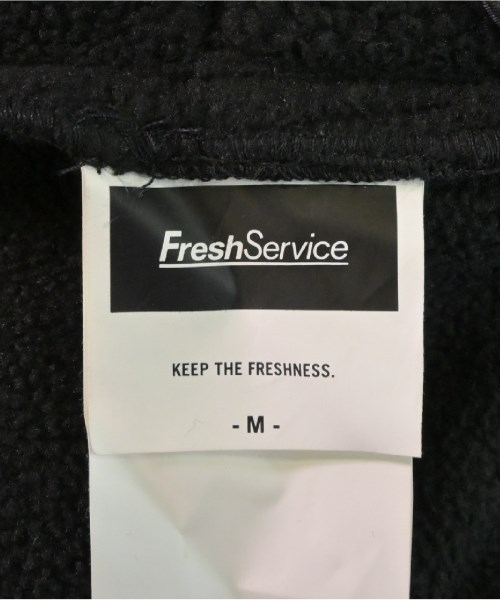 FreshService
KEEP THE FRESHNESS.
- M -